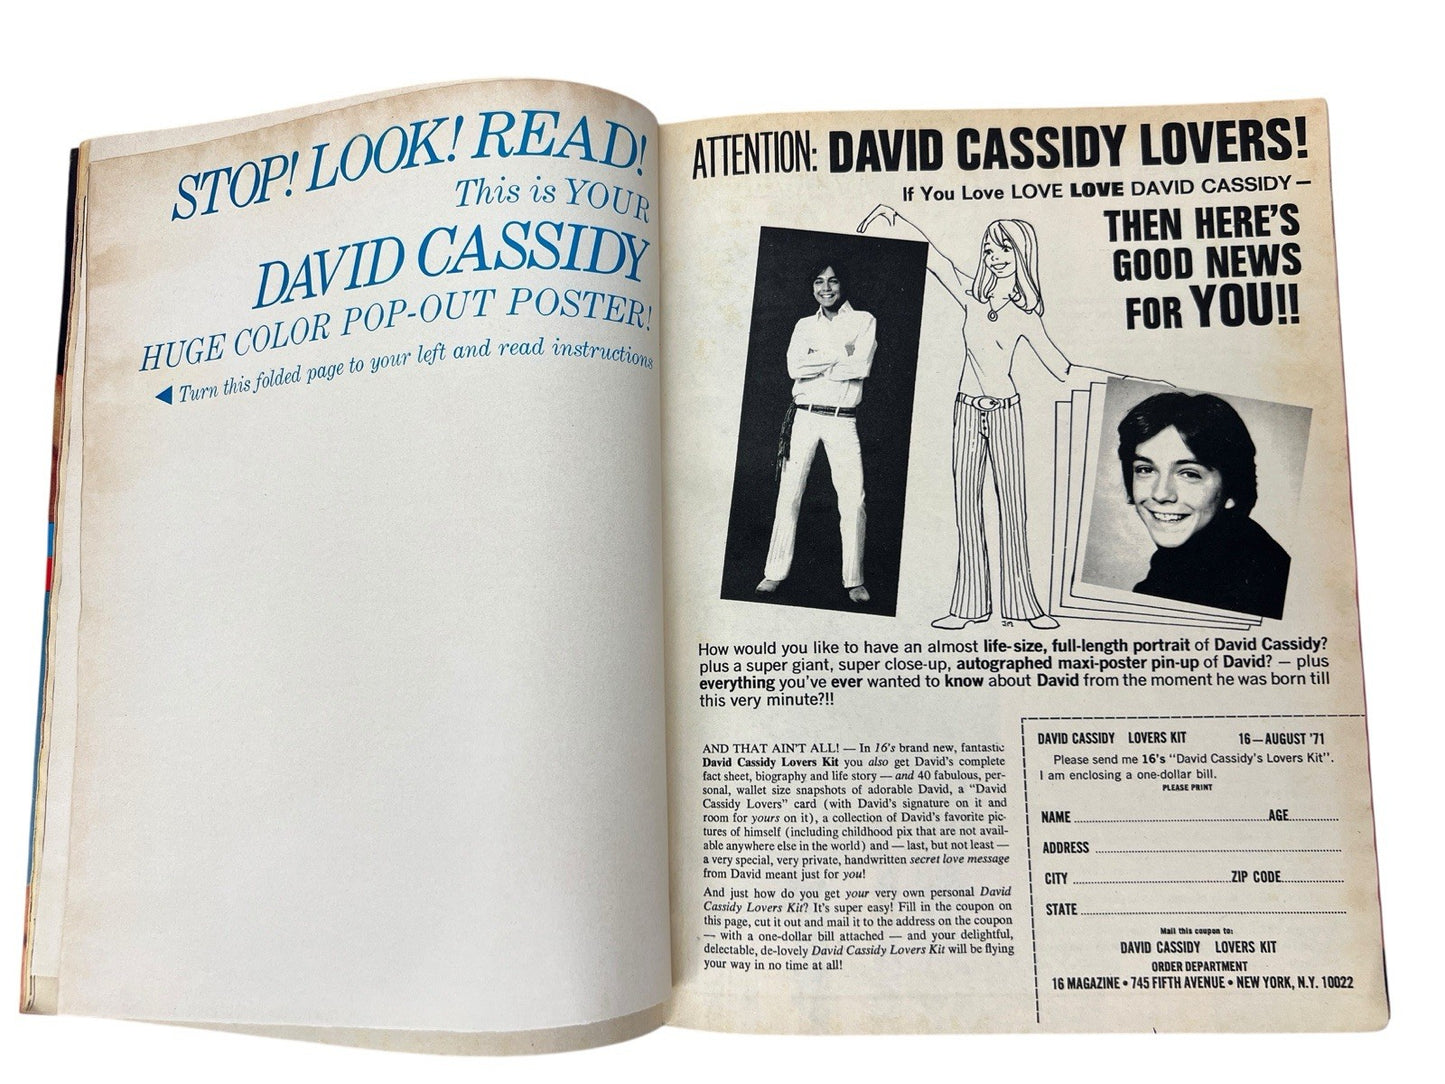 STOP! LOOK! READ!
This is YOUR
DAVID CASSIDY
HUGE COLOR POP-OUT POSTER!
◀ Turn this folded page to your left and read instructions
ATTENTION: DAVID CASSIDY LOVERS!
If You Love LOVE LOVE DAVID CASSIDY —
THEN HERE'S
GOOD NEWS
FOR YOU!!
JM
How would you like to have an almost life-size, full-length portrait of David Cassidy?
plus a super giant, super close-up, autographed maxi-poster pin-up of David? — plus
everything you've ever wanted to know about David from the moment he was born till
this very minute?!!
AND THAT AIN'T ALL! — In 16's brand new, fantastic
David Cassidy Lovers Kit you also get David's complete
fact sheet, biography and life story — and 40 fabulous, per-
sonal, wallet size snapshots of adorable David, a "David
Cassidy Lovers" card (with David's signature on it and
room for yours on it), a collection of David's favorite pic-
tures of himself (including childhood pix that are not avail-
able anywhere else in the world) and — last, but not least —
a very special, very private, handwritten secret love message
from David meant just for you!
And just how do you get your very own personal David
Cassidy Lovers Kit? It's super easy! Fill in the coupon on
this page, cut it out and mail it to the address on the coupon
— with a one-dollar bill attached — and your delightful,
delectable, de-lovely David Cassidy Lovers Kit will be flying
your way in no time at all!
DAVID CASSIDY LOVERS KIT 16—AUGUST '71
Please send me 16's "David Cassidy's Lovers Kit".
I am enclosing a one-dollar bill.
PLEASE PRINT
NAME AGE
ADDRESS
CITY ZIP CODE
STATE
Mail this coupon to:
DAVID CASSIDY LOVERS KIT
ORDER DEPARTMENT
16 MAGAZINE • 745 FIFTH AVENUE • NEW YORK, N.Y. 10022